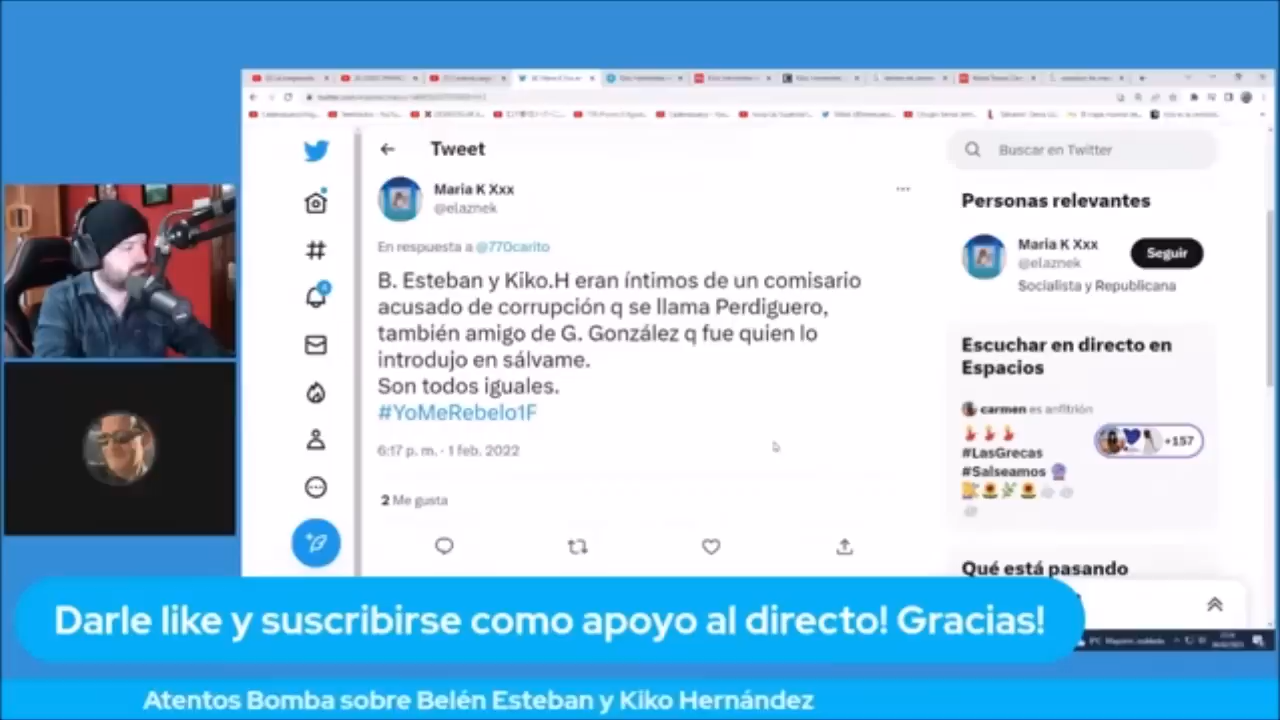 Tweet
Buscar en Twitter
Maria K Xxx
@elaznek
En respuesta a @770carito
B. Esteban y Kiko.H eran íntimos de un comisario
acusado de corrupción q se llama Perdiguero,
también amigo de G. González q fue quien lo
introdujo en sálvame.
Son todos iguales.
#YoMeRebelo1F
6:17 p. m. · 1 feb. 2022
2 Me gusta
Personas relevantes
Maria K Xxx
@elaznek
Seguir
Socialista y Republicana
Escuchar en directo en
Espacios
carmen es anfitrión
#LasGrecas
#Salseamos
+157
Qué está pasando
Darle like y suscribirse como apoyo al directo! Gracias!
Atentos Bomba sobre Belén Esteban y Kiko Hernández